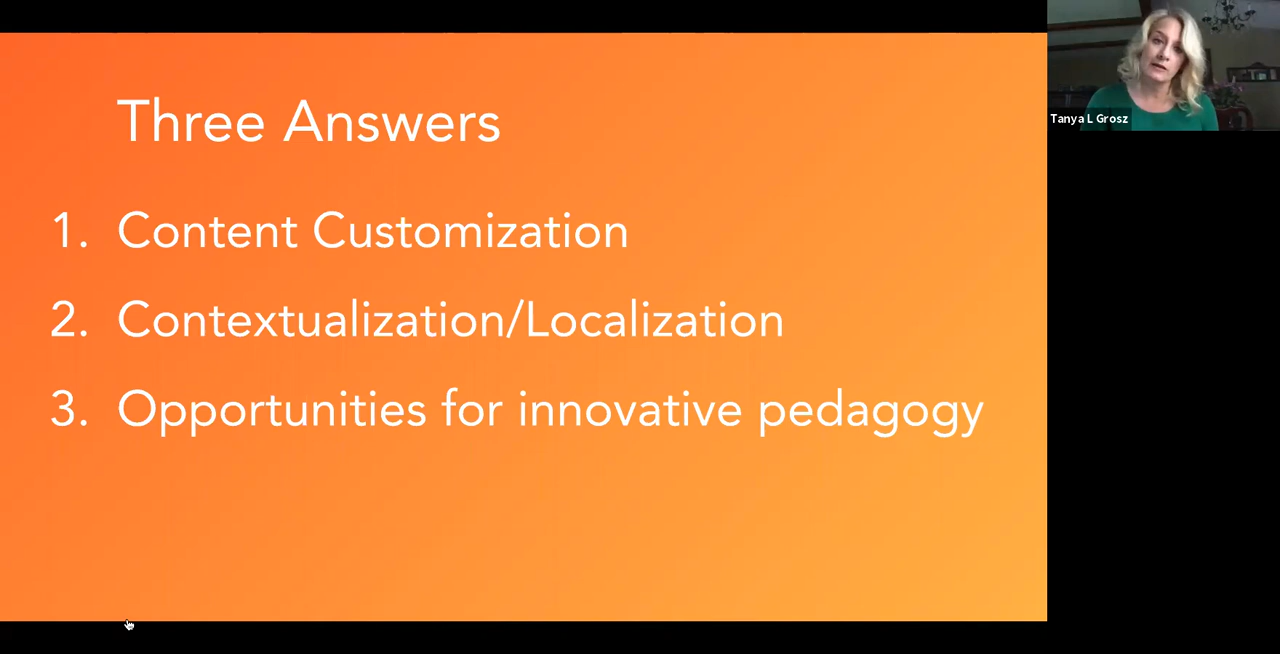 Three Answers
1. Content Customization
2. Contextualization/Localization
3. Opportunities for innovative pedagogy
Tanya L Grosz